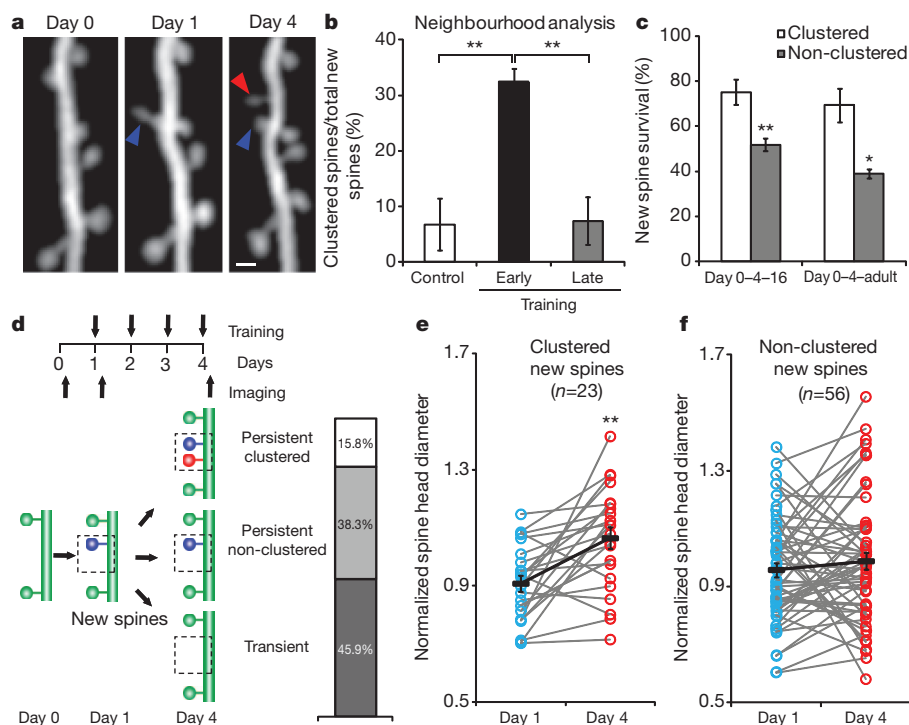 a
Day 0
Day 1
Day 4
b
Neighbourhood analysis
Clustered spines/total new
spines (%)
40
30
20
10
0
**
**
Control
Early
Late
Training
c
Clustered
Non-clustered
New spine survival (%)
100
80
60
40
20
0
**
*
Day 0–4–16
Day 0–4–adult
d
Training
0
1
2
3
4
Days
Imaging
Persistent
clustered
Persistent
non-clustered
New spines
Transient
15.8%
38.3%
45.9%
Day 0
Day 1
Day 4
e
Clustered
new spines
(n=23)
**
Normalized spine head diameter
1.7
1.3
0.9
0.5
Day 1
Day 4
f
Non-clustered
new spines
(n=56)
Normalized spine head diameter
1.7
1.3
0.9
0.5
Day 1
Day 4